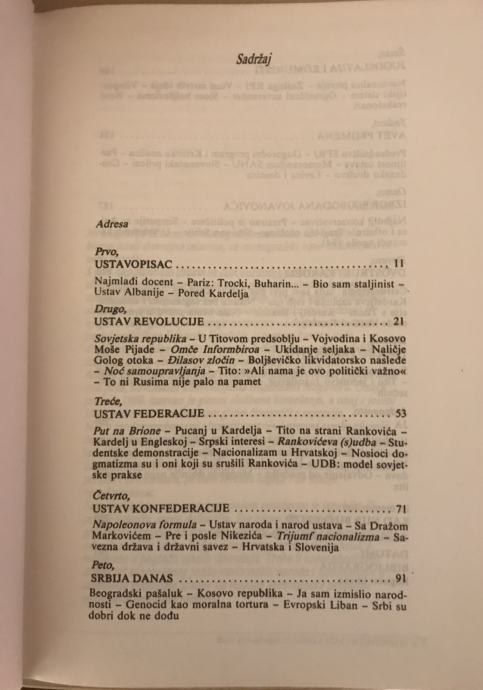 Sadržaj
Adresa
Prvo,
USTAVOPISAC 11
Najmlađi docent – Pariz: Trocki, Buharin... – Bio sam staljinist –
Ustav Albanije – Pored Kardelja
Drugo,
USTAV REVOLUCIJE 21
Sovjetska republika – U Titovom predsoblju – Vojvodina i Kosovo
Moše Pijade – Omče Informbiroa – Ukidanje seljaka – Naličje
Golog otoka – Đilasov zločin – Boljševičko likvidatorsko nasleđe
– Noć samoupravljanja – Tito: »Ali nama je ovo politički važno«
– To ni Rusima nije palo na pamet
Treće,
USTAV FEDERACIJE 53
Put na Brione – Pucanj u Kardelja – Tito na strani Rankovića –
Kardelj u Engleskoj – Srpski interesi – Rankovićeva (s)udba – Stu-
dentske demonstracije – Nacionalizam u Hrvatskoj – Nosioci do-
gmatizma su i oni koji su srušili Rankovića – UDB: model sovjet-
ske prakse
Četvrto,
USTAV KONFEDERACIJE 71
Napoleonova formula – Ustav naroda i narod ustava – Sa Dražom
Markovićem – Pre i posle Nikezića – Trijumf nacionalizma – Sa-
vezna država i državni savez – Hrvatska i Slovenija
Peto,
SRBIJA DANAS 91
Beogradski pašaluk – Kosovo republika – Ja sam izmislio narod-
nosti – Genocid kao moralna tortura – Evropski Liban – Srbi su
dobri dok ne dođu